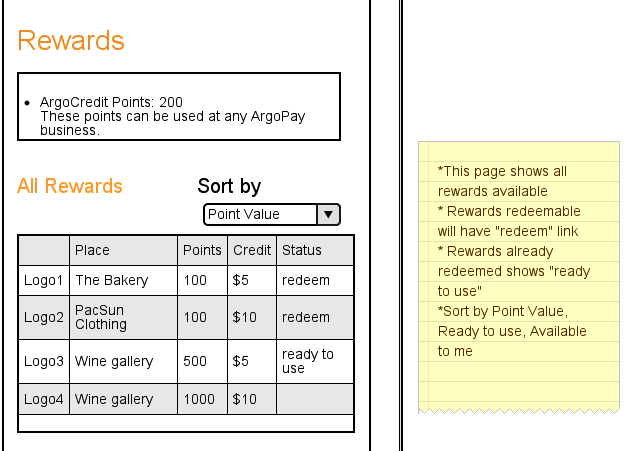 Rewards
• ArgoCredit Points: 200
These points can be used at any ArgoPay
business.
All Rewards Sort by
Point Value
Place Points Credit Status
Logo1 The Bakery 100 $5 redeem
Logo2 PacSun
Clothing 100 $10 redeem
Logo3 Wine gallery 500 $5 ready to
use
Logo4 Wine gallery 1000 $10
*This page shows all
rewards available
* Rewards redeemable
will have "redeem" link
* Rewards already
redeemed shows "ready
to use"
*Sort by Point Value,
Ready to use, Available
to me